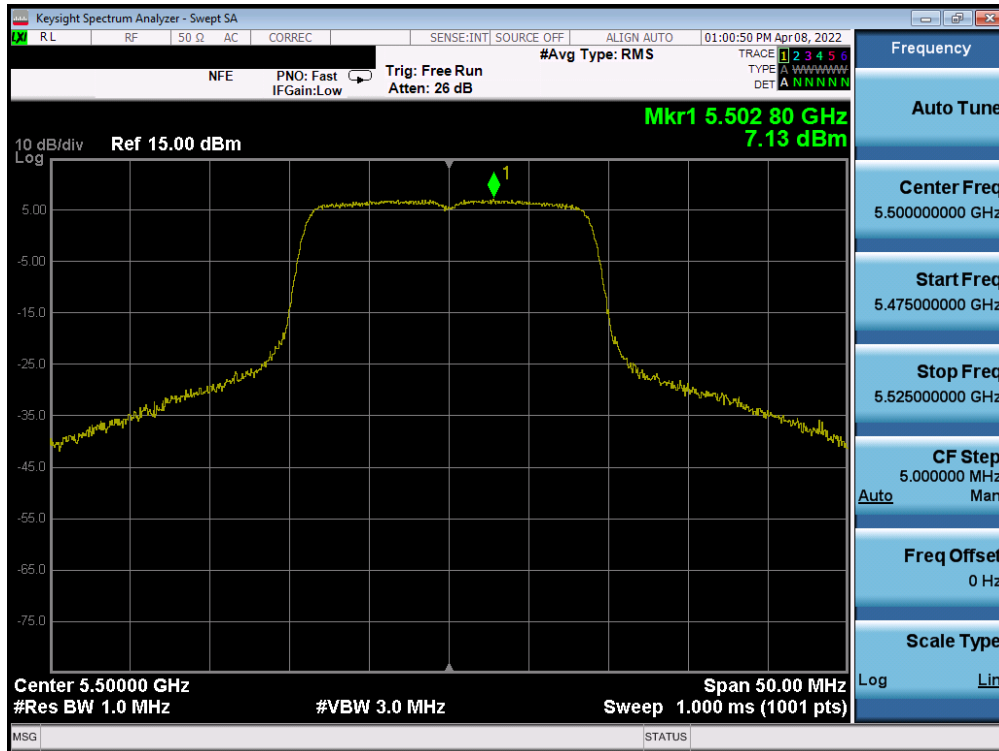 Keysight Spectrum Analyzer - Swept SA
LXI RL RF 50 Ω AC CORREC SENSE:INT SOURCE OFF ALIGN AUTO 01:00:50 PM Apr 08, 2022
#Avg Type: RMS TRACE 1 2 3 4 5 6
NFE PNO: Fast Trig: Free Run TYPE A WWWWW
IFGain:Low Atten: 26 dB DET A N N N N N
Mkr1 5.502 80 GHz
7.13 dBm
10 dB/div Ref 15.00 dBm
Log
1
5.00
-5.00
-15.0
-25.0
-35.0
-45.0
-55.0
-65.0
-75.0
Center 5.50000 GHz Span 50.00 MHz
#Res BW 1.0 MHz #VBW 3.0 MHz Sweep 1.000 ms (1001 pts)
MSG STATUS
Frequency
Auto Tune
Center Freq
5.500000000 GHz
Start Freq
5.475000000 GHz
Stop Freq
5.525000000 GHz
CF Step
5.000000 MHz
Auto Man
Freq Offset
0 Hz
Scale Type
Log Lin